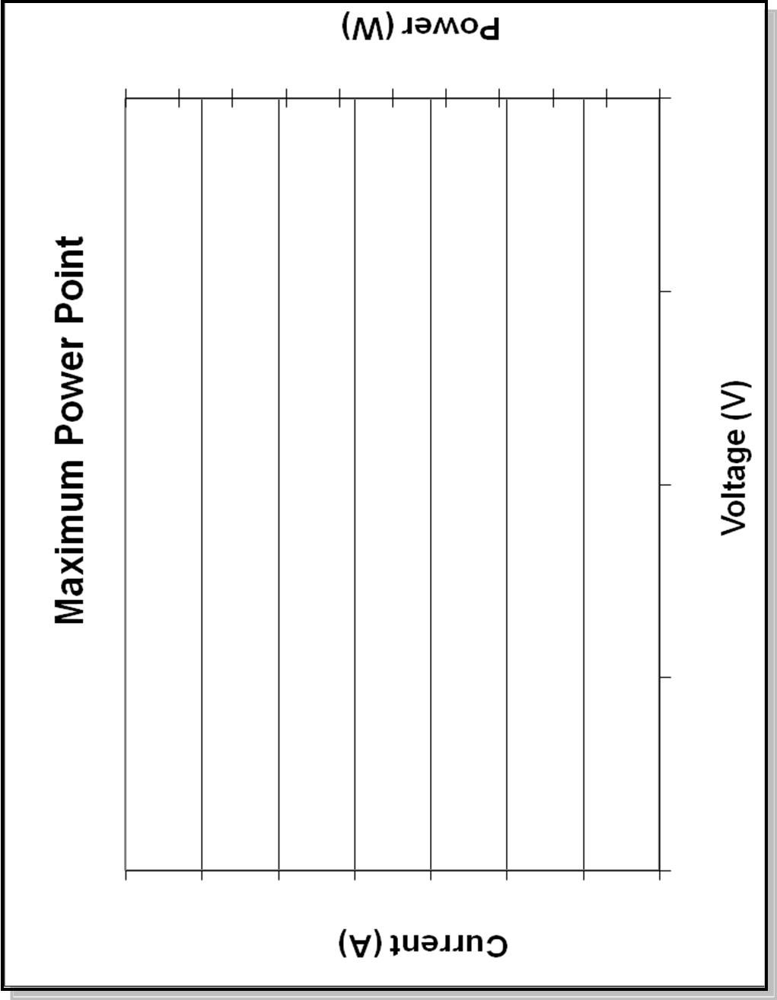 Maximum Power Point
Current (A)
Power (W)
Voltage (V)